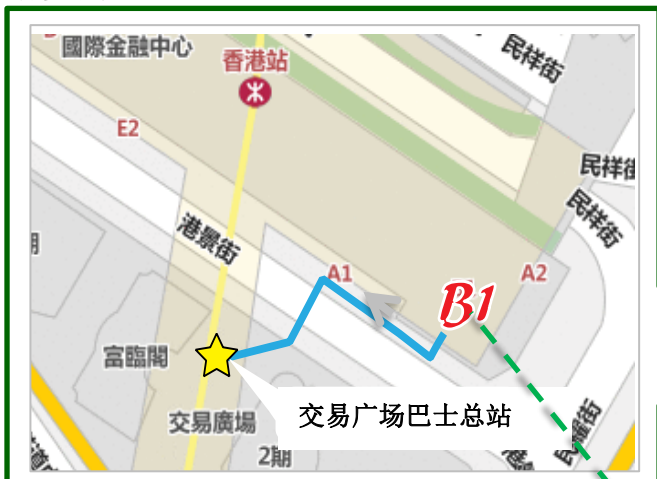 國際金融中心
民祥街
香港站
E2
民祥街
民祥街
港景街
A1
A2
B1
富臨閣
交易廣場
2期
交易广场巴士总站
期